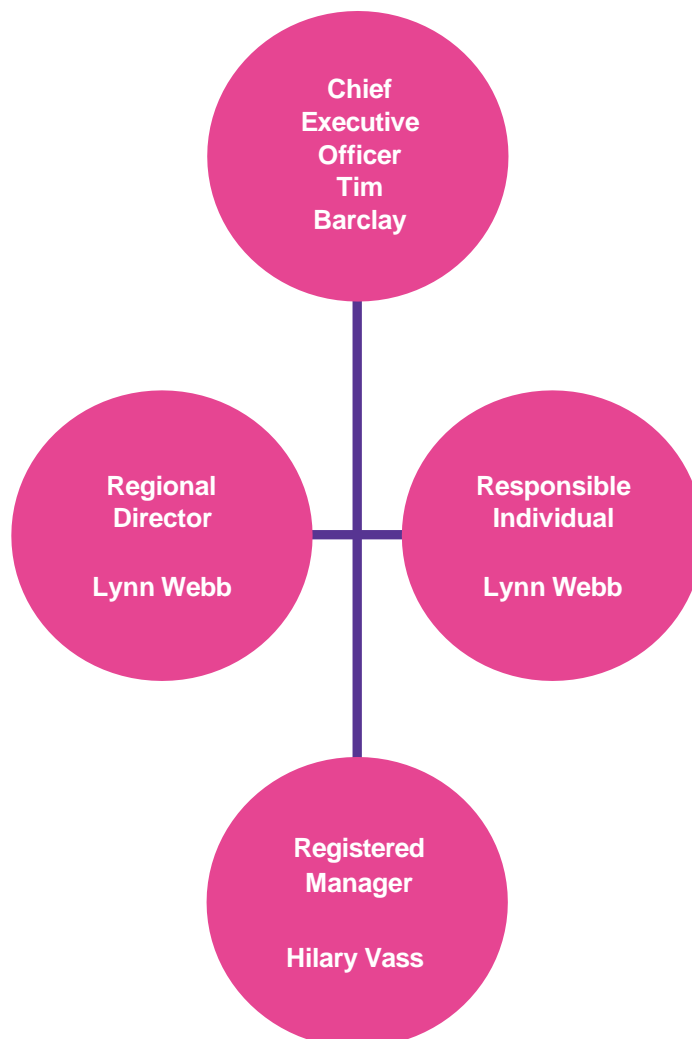 Chief
Executive
Officer
Tim
Barclay
Regional
Director
Lynn Webb
Responsible
Individual
Lynn Webb
Registered
Manager
Hilary Vass